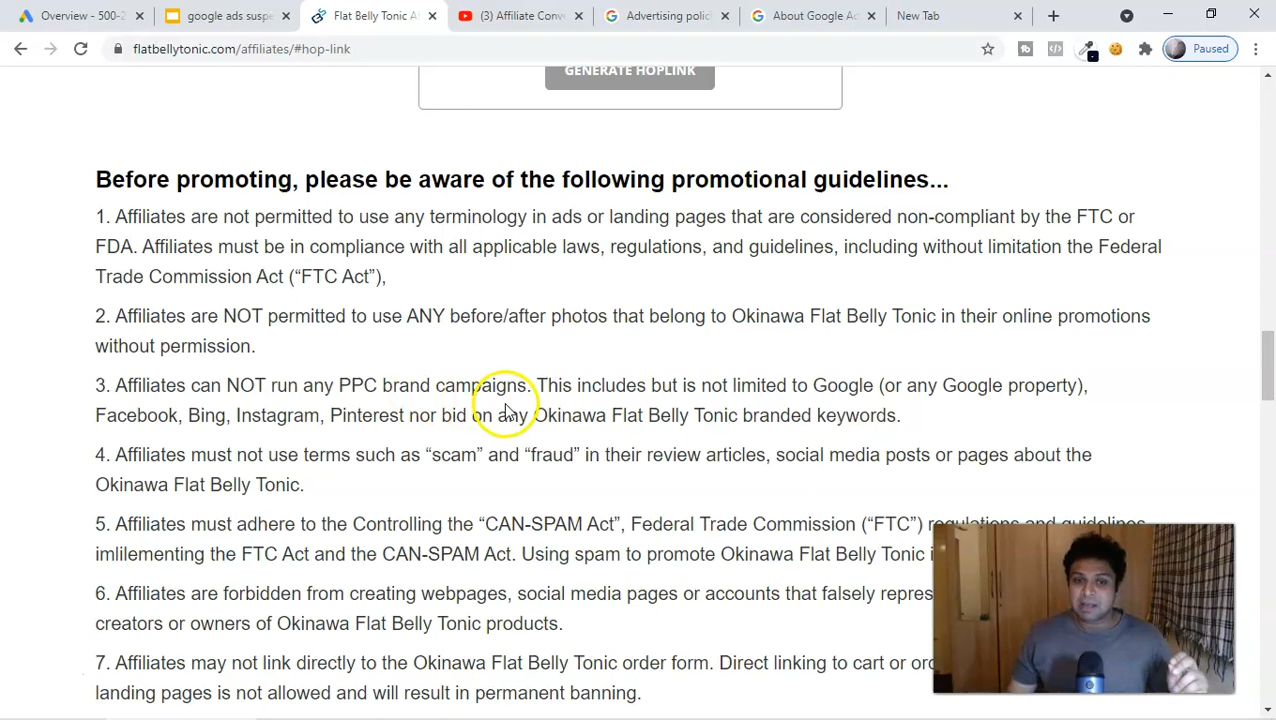 Overview - 500-2
google ads suspe
Flat Belly Tonic A
(3) Affiliate Conv
Advertising polic
About Google Ac
New Tab
flatbellytonic.com/affiliates/#hop-link
Paused
GENERATE HOPLINK
Before promoting, please be aware of the following promotional guidelines...
1. Affiliates are not permitted to use any terminology in ads or landing pages that are considered non-compliant by the FTC or
FDA. Affiliates must be in compliance with all applicable laws, regulations, and guidelines, including without limitation the Federal
Trade Commission Act (“FTC Act”),
2. Affiliates are NOT permitted to use ANY before/after photos that belong to Okinawa Flat Belly Tonic in their online promotions
without permission.
3. Affiliates can NOT run any PPC brand campaigns. This includes but is not limited to Google (or any Google property),
Facebook, Bing, Instagram, Pinterest nor bid on any Okinawa Flat Belly Tonic branded keywords.
4. Affiliates must not use terms such as “scam” and “fraud” in their review articles, social media posts or pages about the
Okinawa Flat Belly Tonic.
5. Affiliates must adhere to the Controlling the “CAN-SPAM Act”, Federal Trade Commission (“FTC”) regulations and guidelines
imlilementing the FTC Act and the CAN-SPAM Act. Using spam to promote Okinawa Flat Belly Tonic
6. Affiliates are forbidden from creating webpages, social media pages or accounts that falsely repres
creators or owners of Okinawa Flat Belly Tonic products.
7. Affiliates may not link directly to the Okinawa Flat Belly Tonic order form. Direct linking to cart or
landing pages is not allowed and will result in permanent banning.